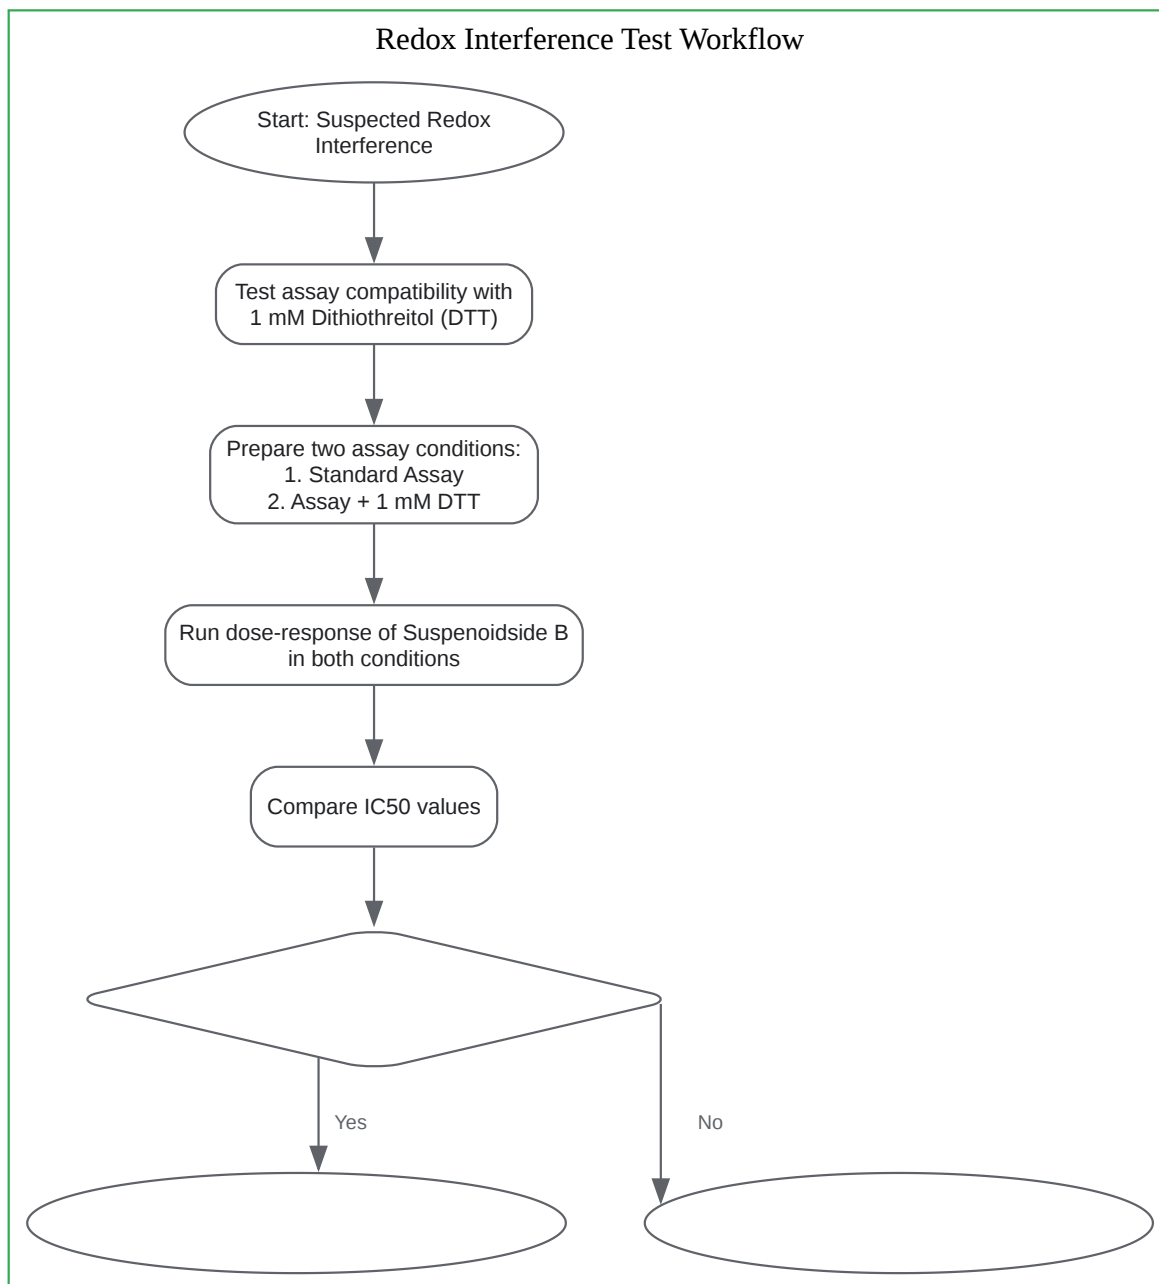 Redox Interference Test Workflow
Start: Suspected Redox
Interference
Test assay compatibility with
1 mM Dithiothreitol (DTT)
Prepare two assay conditions:
1. Standard Assay
2. Assay + 1 mM DTT
Run dose-response of Suspenoidside B
in both conditions
Compare IC50 values
Yes
No